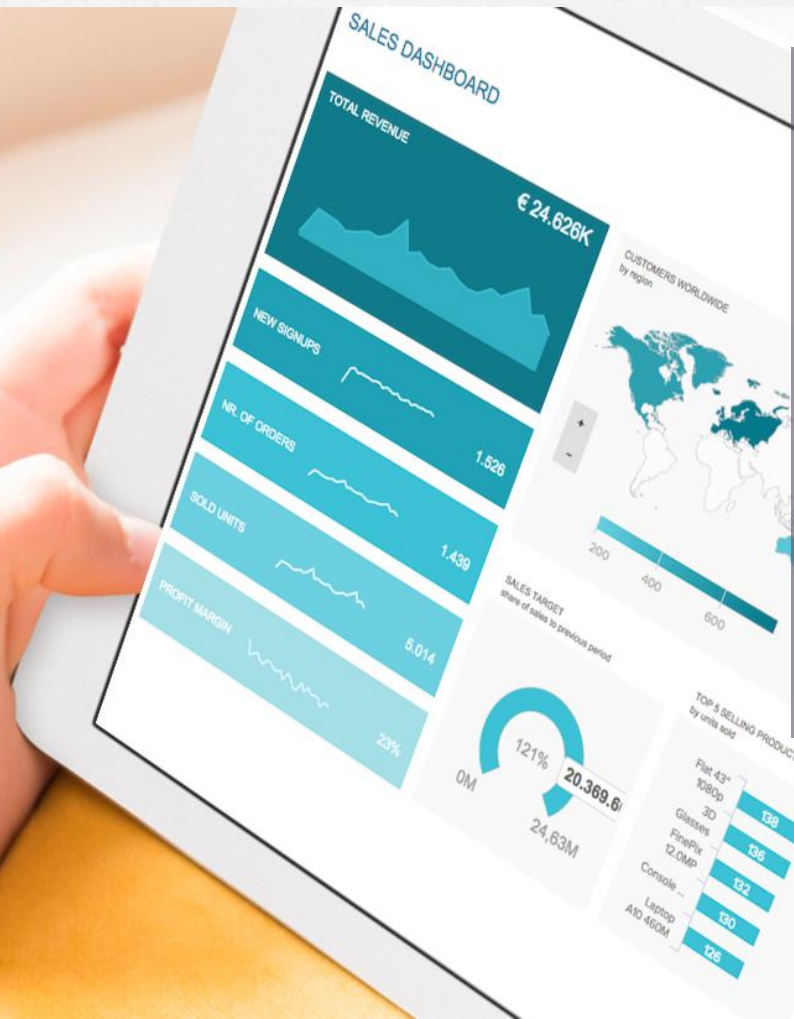 SALES DASHBOARD
TOTAL REVENUE
€ 24.626K
NEW SIGNUPS
1.526
NR. OF ORDERS
1.439
SOLD UNITS
5.014
PROFIT MARGIN
23%
CUSTOMERS WORLDWIDE
by region
+
-
200
400
600
SALES TARGET
share of sales to previous period
121%
20.369.6
0M
24,63M
TOP 5 SELLING
by units sold
Flat 43"
1080p
138
3D
Glasses
136
FinePix
12.0MP
132
Console ...
130
Laptop
A10 460M
126